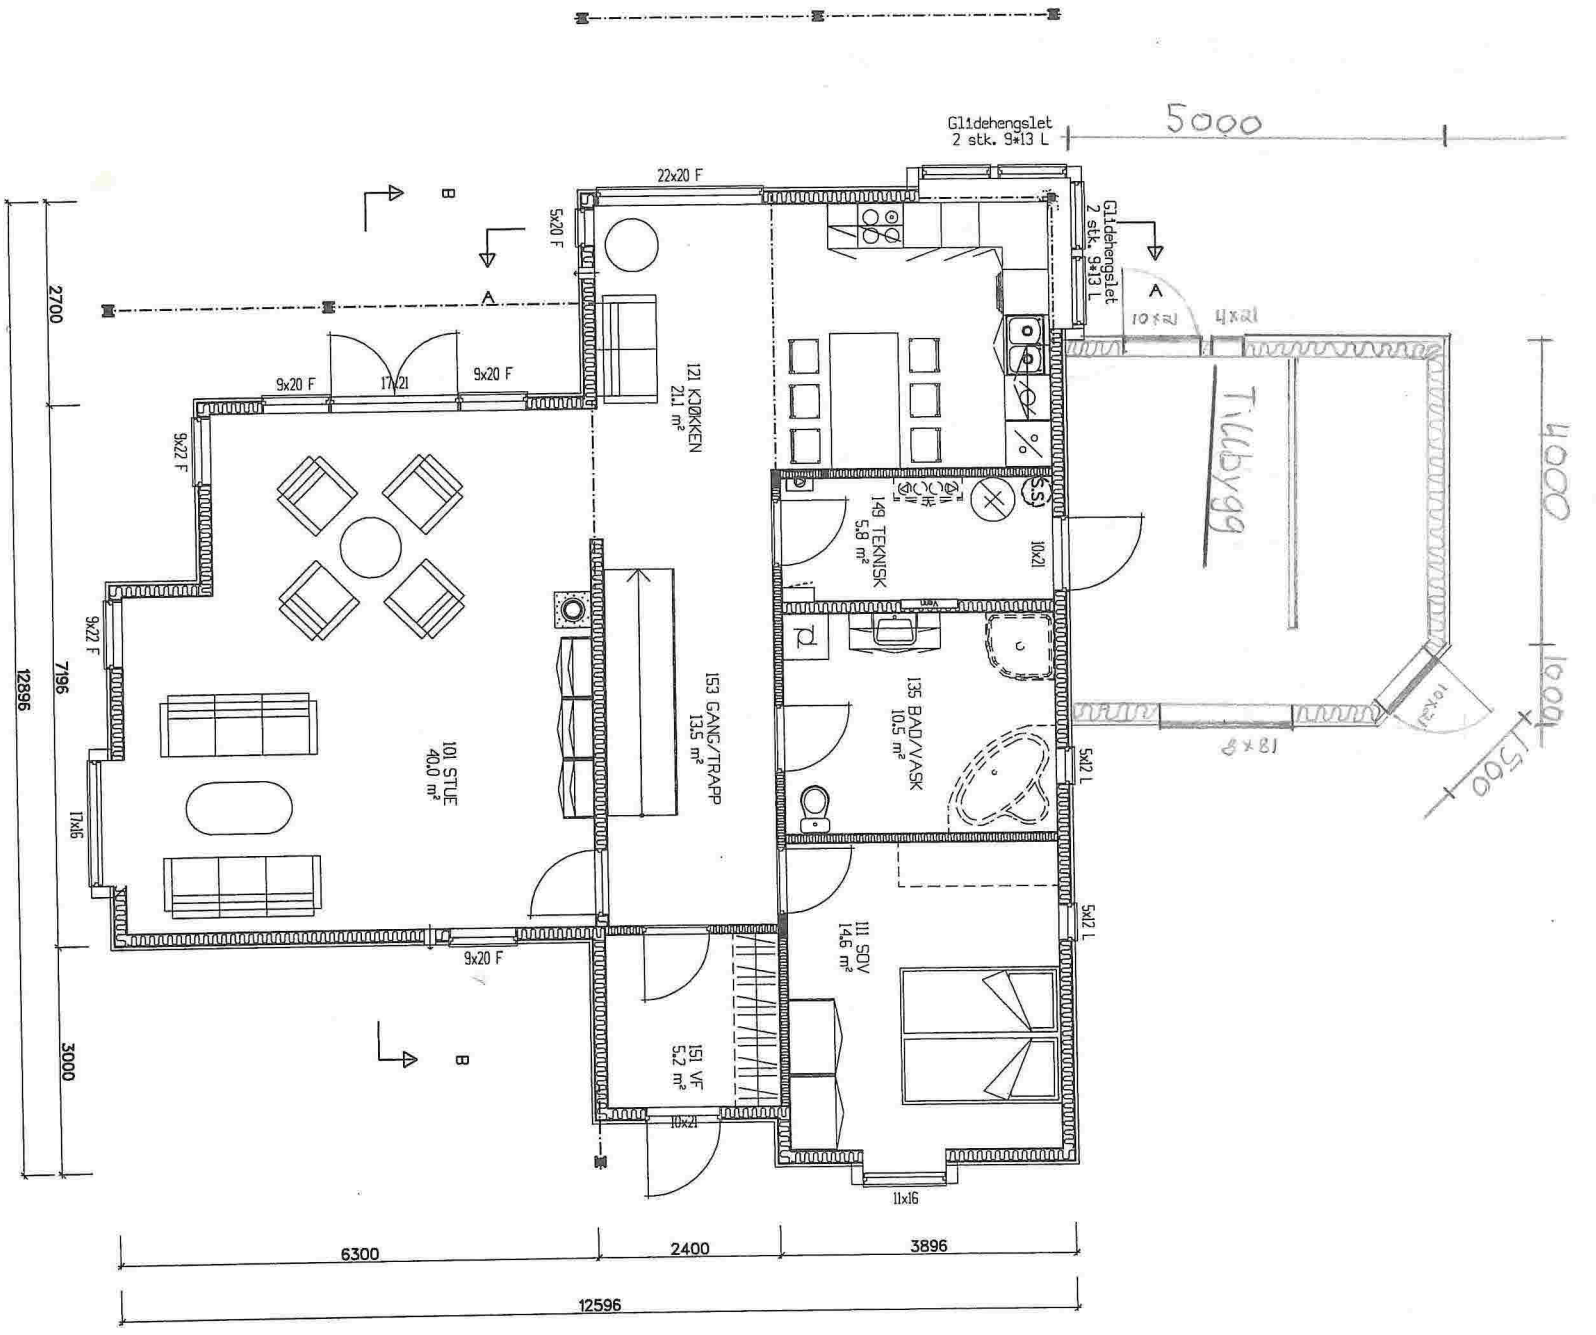 5000
Glidehengslet
2 stk. 9*13 L
22x20 F
B
5x20 F
A
Glidehengslet
2 stk. 9*13 L
A
10x21
4x21
2700
4000
9x20 F
17x21
9x20 F
121 KJØKKEN
21.1 m²
Tillbygg
9x22 F
S.S
149 TEKNISK
5.8 m²
10x21
Vent
9x22 F
7196
12896
1000
10x21
153 GANG/TRAPP
13.5 m²
135 BAD/VASK
10.5 m²
101 STUE
40.0 m²
5x12 L
1500
17x16
5x12 L
111 SOV
14.6 m²
9x20 F
3000
B
151 VF
5.2 m²
10x21
11x16
6300
2400
3896
12596